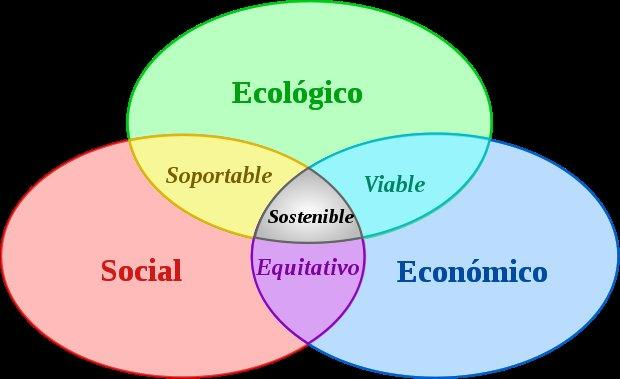 Ecológico
Soportable
Viable
Sostenible
Social
Equitativo
Económico